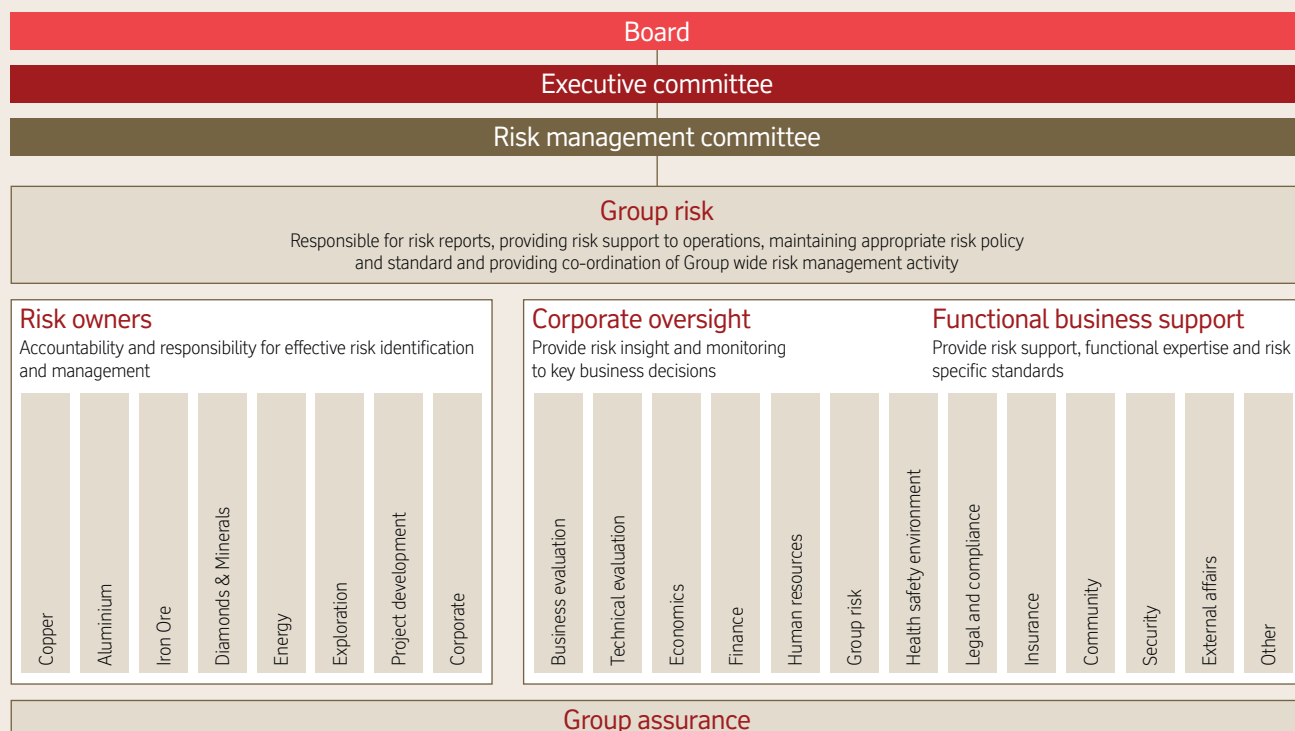 Board
Executive committee
Risk management committee
Group risk
Responsible for risk reports, providing risk support to operations, maintaining appropriate risk policy
and standard and providing co-ordination of Group wide risk management activity
Risk owners
Accountability and responsibility for effective risk identification
and management
Copper
Aluminium
Iron Ore
Diamonds & Minerals
Energy
Exploration
Project development
Corporate
Corporate oversight
Provide risk insight and monitoring
to key business decisions
Functional business support
Provide risk support, functional expertise and risk
specific standards
Business evaluation
Technical evaluation
Economics
Finance
Human resources
Group risk
Health safety environment
Legal and compliance
Insurance
Community
Security
External affairs
Other
Group assurance